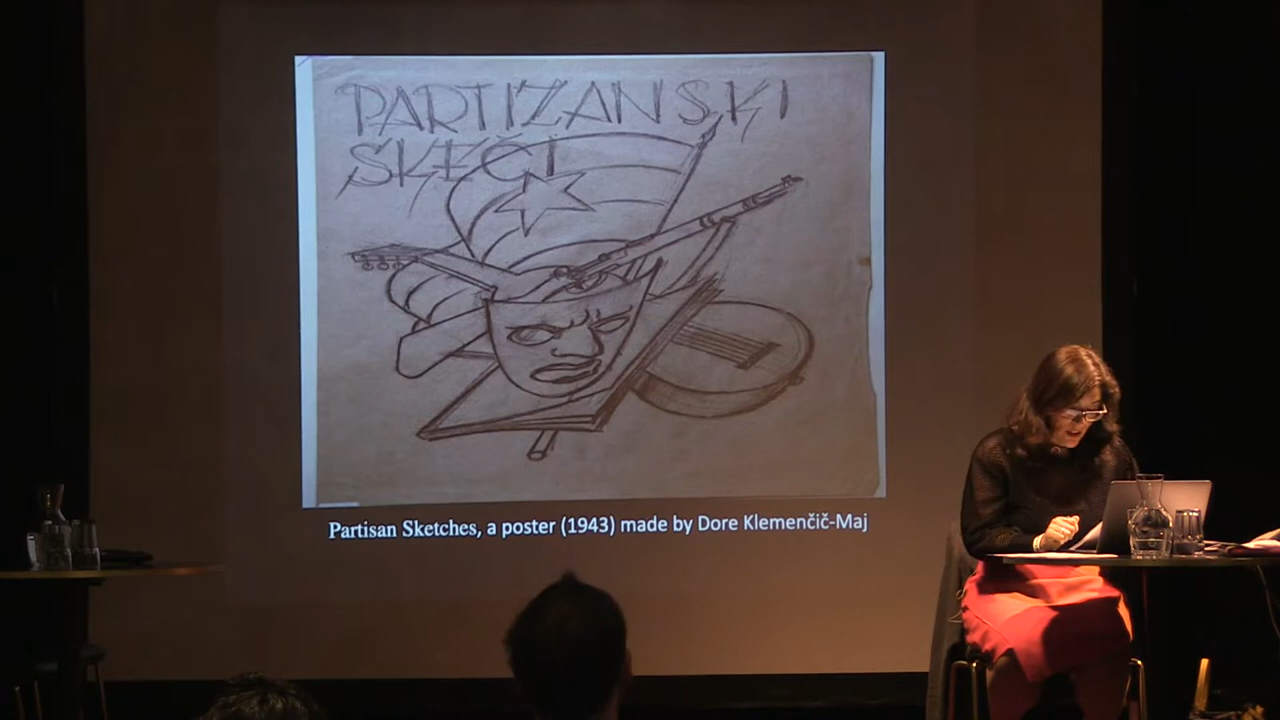 PARTIZANSKI
SKEČI
Partisan Sketches, a poster (1943) made by Dore Klemenčič-Maj